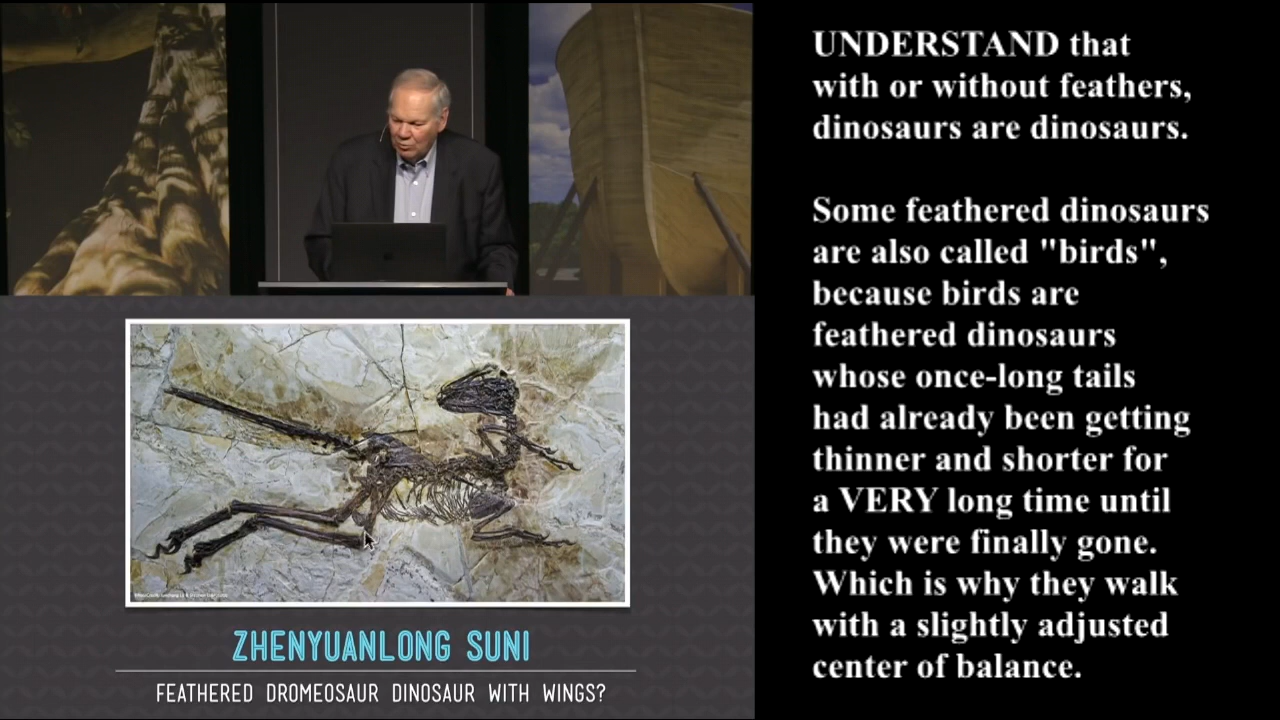 UNDERSTAND that
with or without feathers,
dinosaurs are dinosaurs.
Some feathered dinosaurs
are also called "birds",
because birds are
feathered dinosaurs
whose once-long tails
had already been getting
thinner and shorter for
a VERY long time until
they were finally gone.
Which is why they walk
with a slightly adjusted
center of balance.
ZHENYUANLONG SUNI
FEATHERED DROMEOSAUR DINOSAUR WITH WINGS?